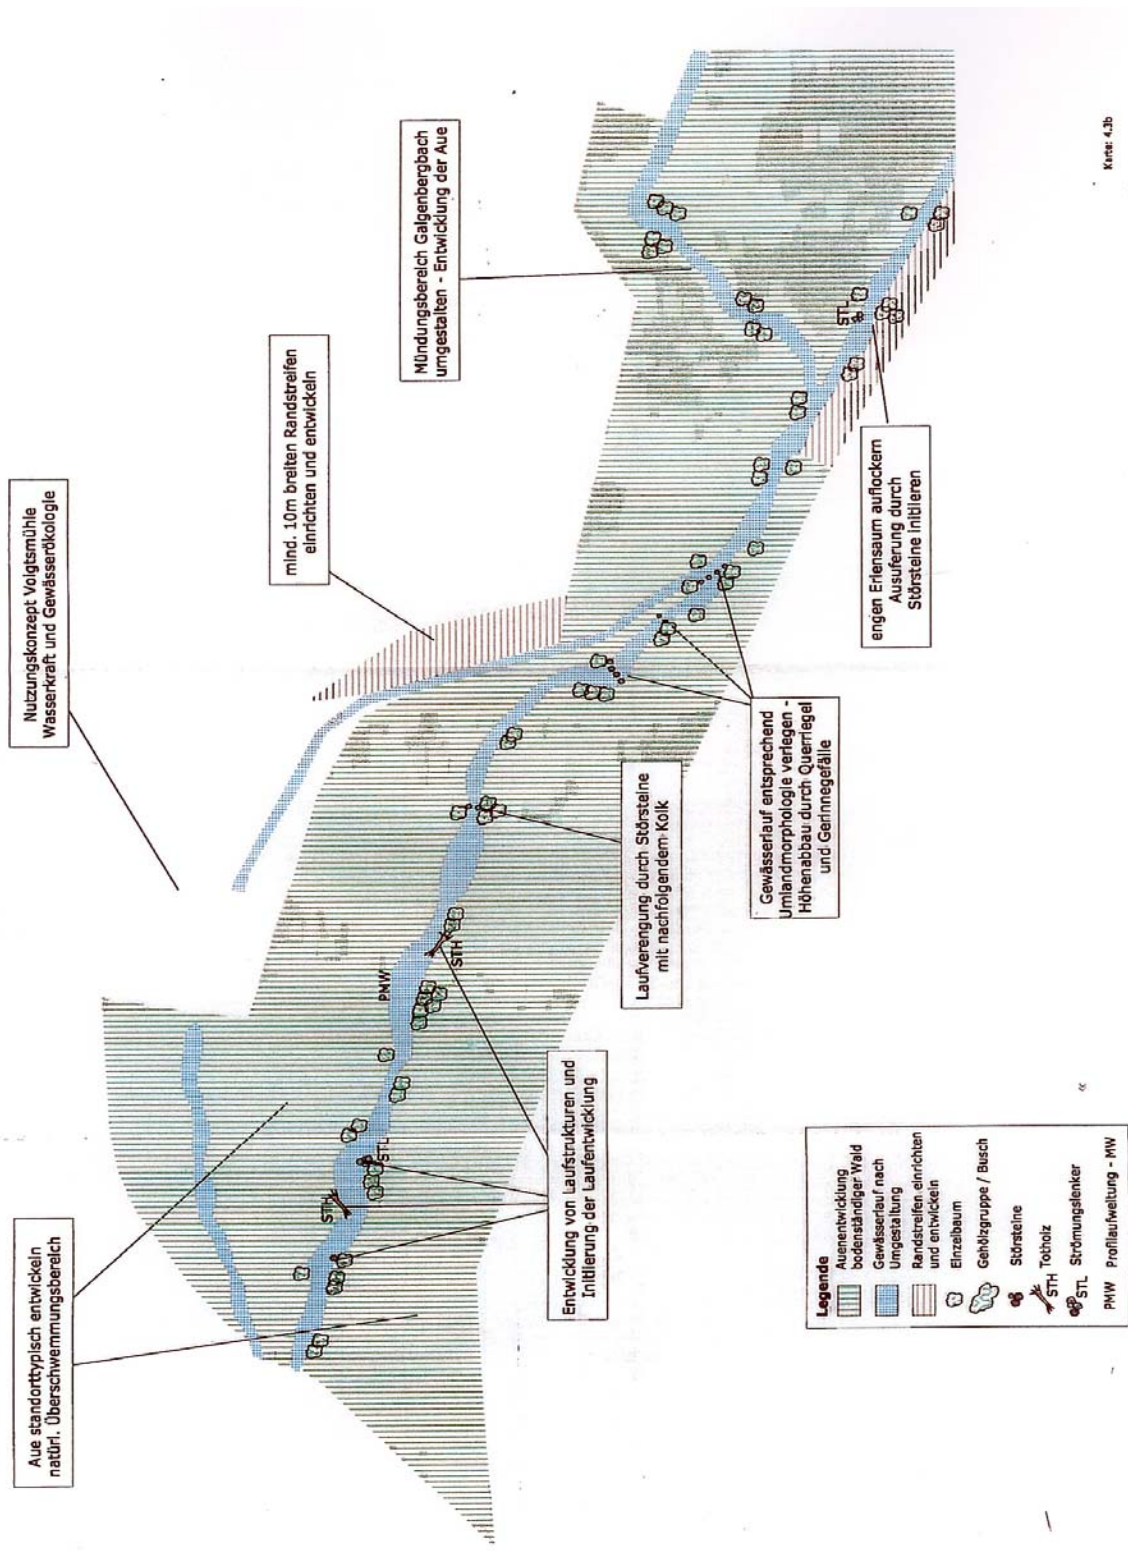 Aue standorttypisch entwickeln
natürl. Überschwemmungsbereich
Nutzungskonzept Voigtsmühle
Wasserkraft und Gewässerökologie
mind. 10m breiten Randstreifen
einrichten und entwickeln
Mündungsbereich Galgenbergbach
umgestalten - Entwicklung der Aue
STH
STL
PMW
STH
STL
Entwicklung von Laufstrukturen und
Initiierung der Laufentwicklung
Laufverengung durch Störsteine
mit nachfolgendem Kolk
Gewässerlauf entsprechend
Umlandmorphologie verlegen -
Höhenabbau durch Querriegel
und Gerinnegefälle
engen Erlensaum auflockern
Ausuferung durch
Störsteine initiieren
Legende
Auenentwicklung
bodenständiger Wald
Gewässerlauf nach
Umgestaltung
Randstreifen einrichten
und entwickeln
Einzelbaum
Gehölzgruppe / Busch
Störsteine
STH Totholz
STL Strömungslenker
PMW Profilaufweitung - MW
Karte: 4.3b